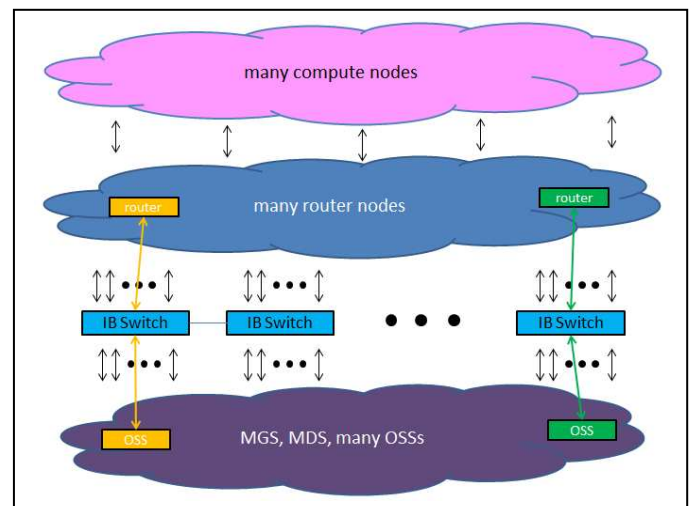 many compute nodes
router
many router nodes
router
IB Switch
IB Switch
IB Switch
OSS
MGS, MDS, many OSSs
OSS